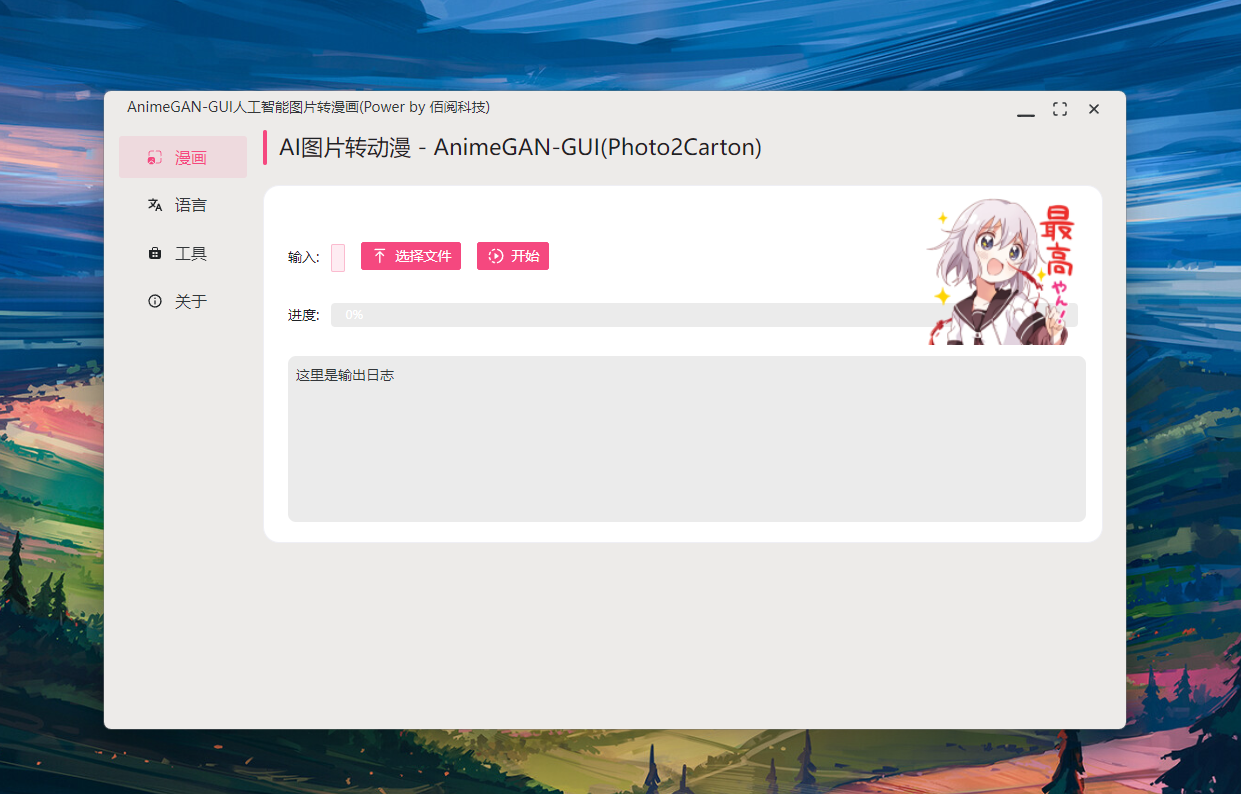 AnimeGAN-GUI人工智能图片转漫画(Power by 佰阅科技)
漫画
语言
工具
关于
AI图片转动漫 - AnimeGAN-GUI(Photo2Carton)
输入:
选择文件
开始
进度:
0%
最高やん!
这里是输出日志